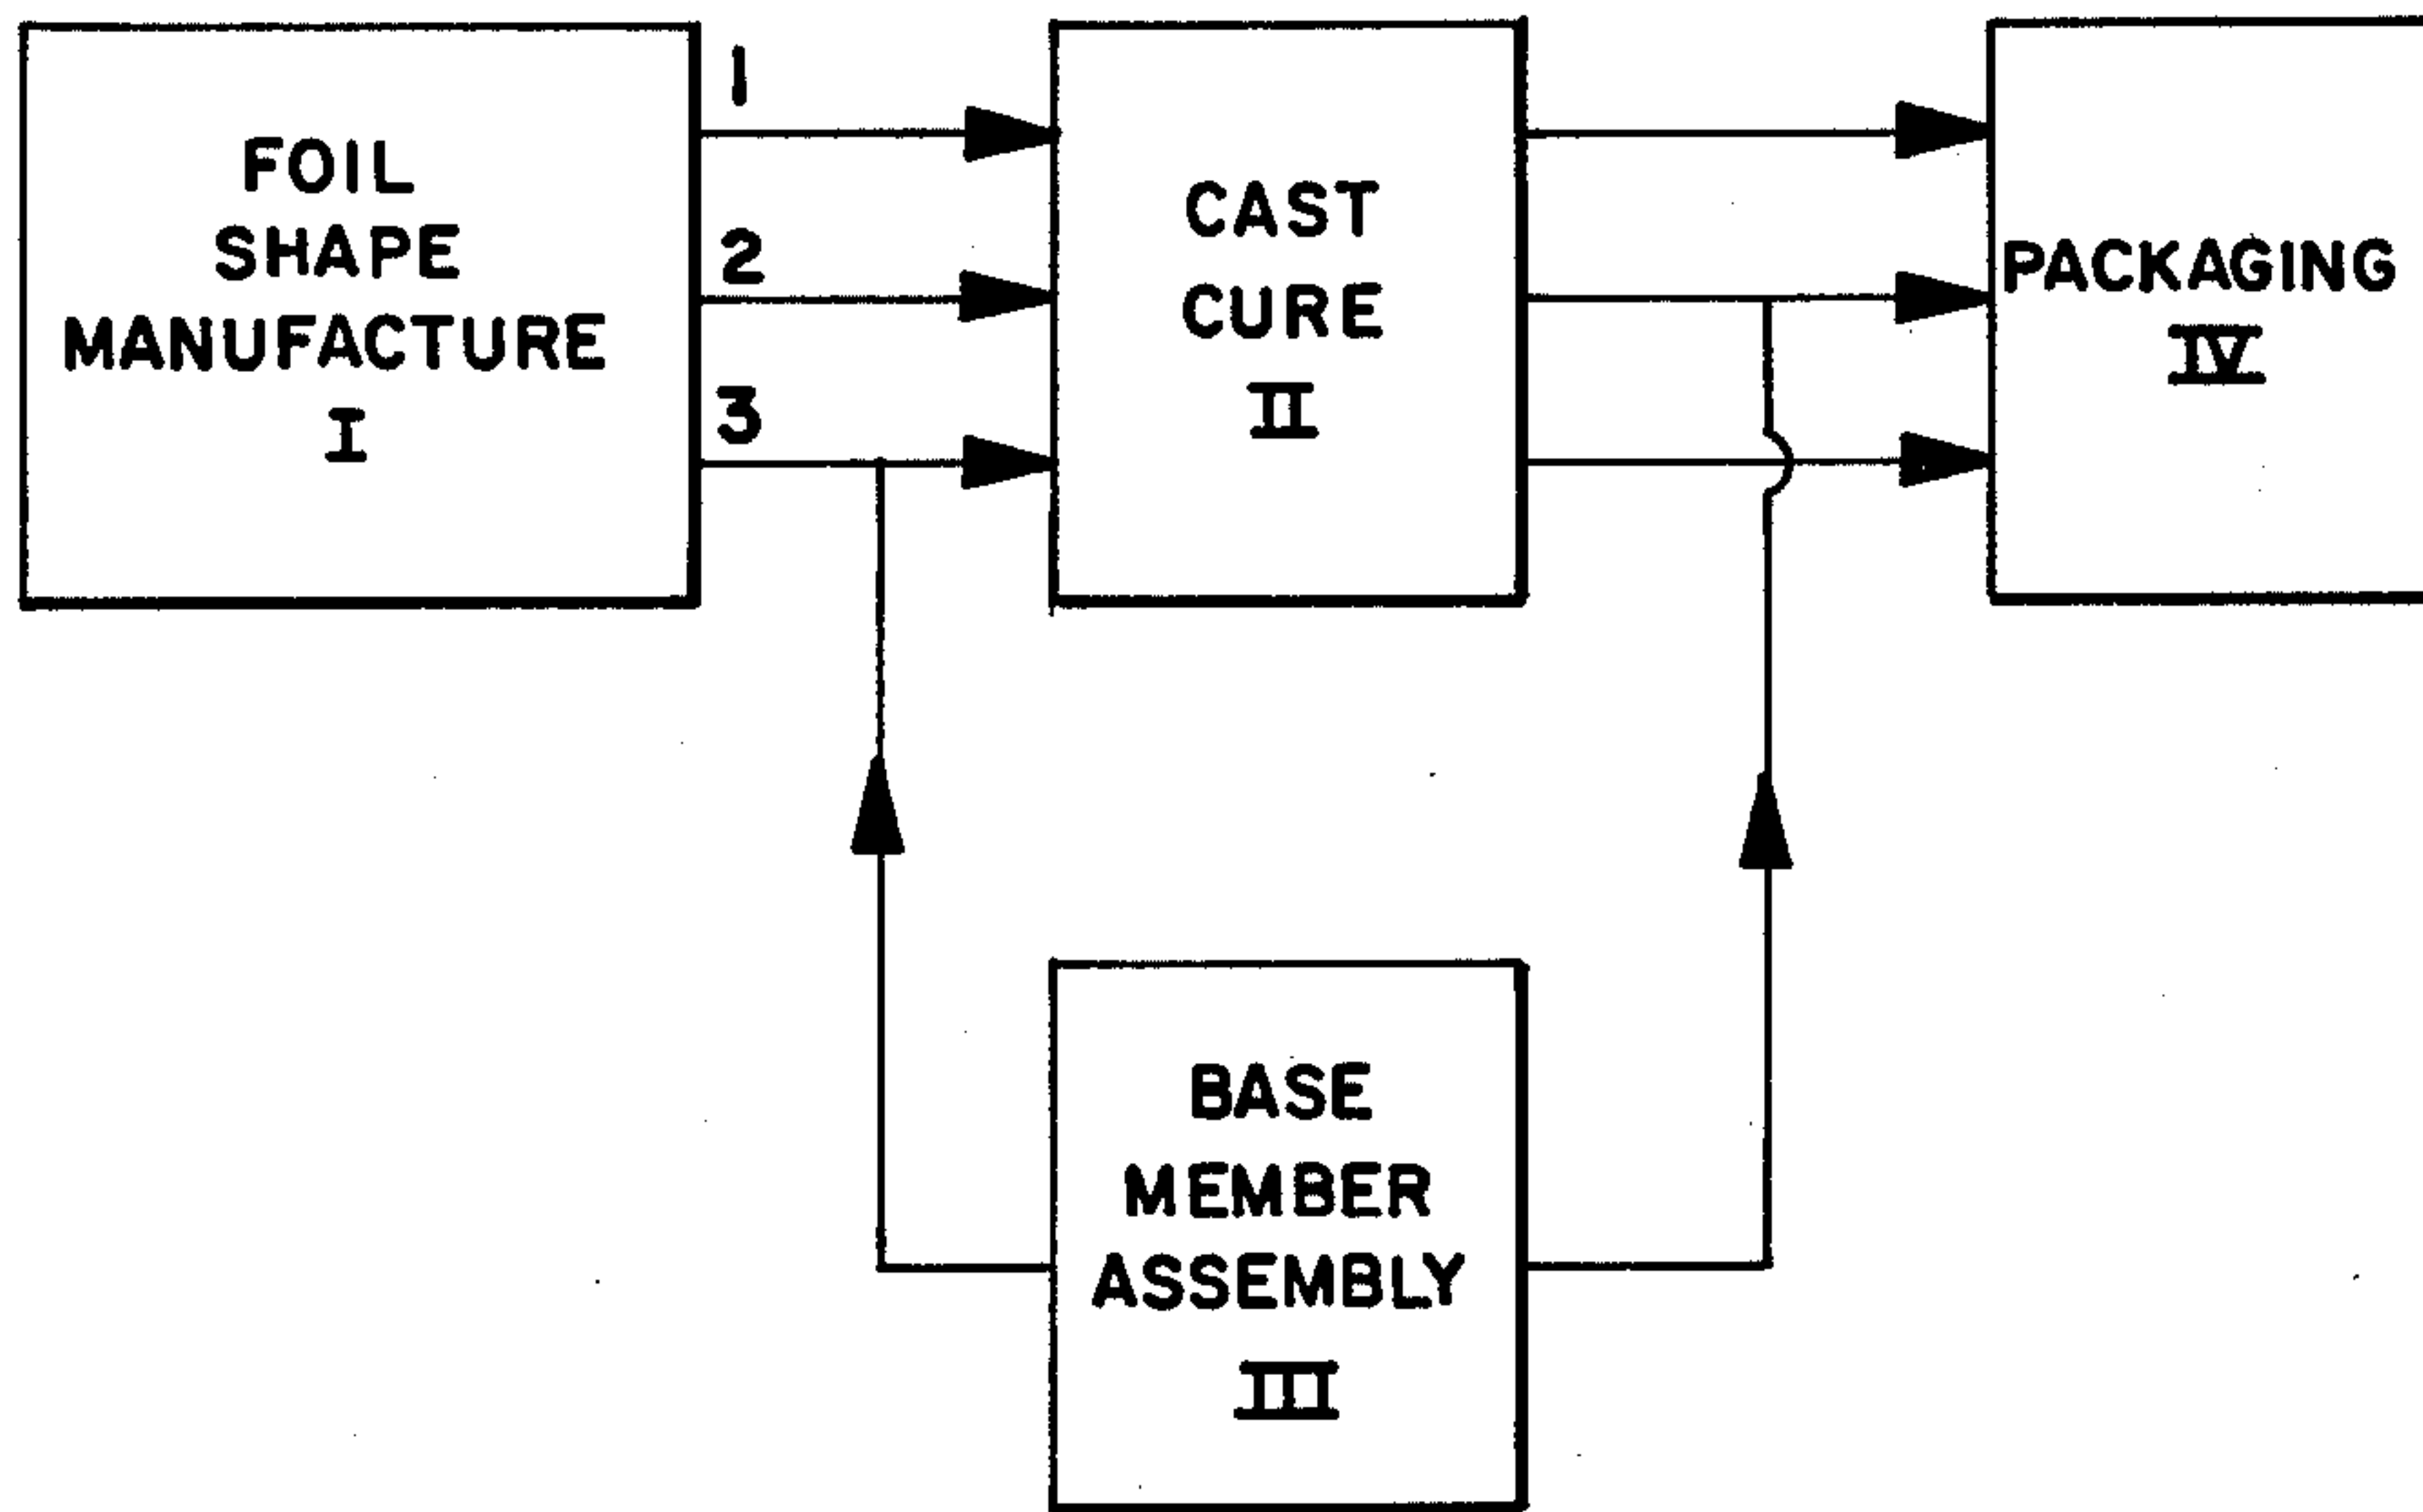 FOIL
SHAPE
MANUFACTURE
I
1
2
3
CAST
CURE
II
PACKAGING
IV
BASE
MEMBER
ASSEMBLY
III